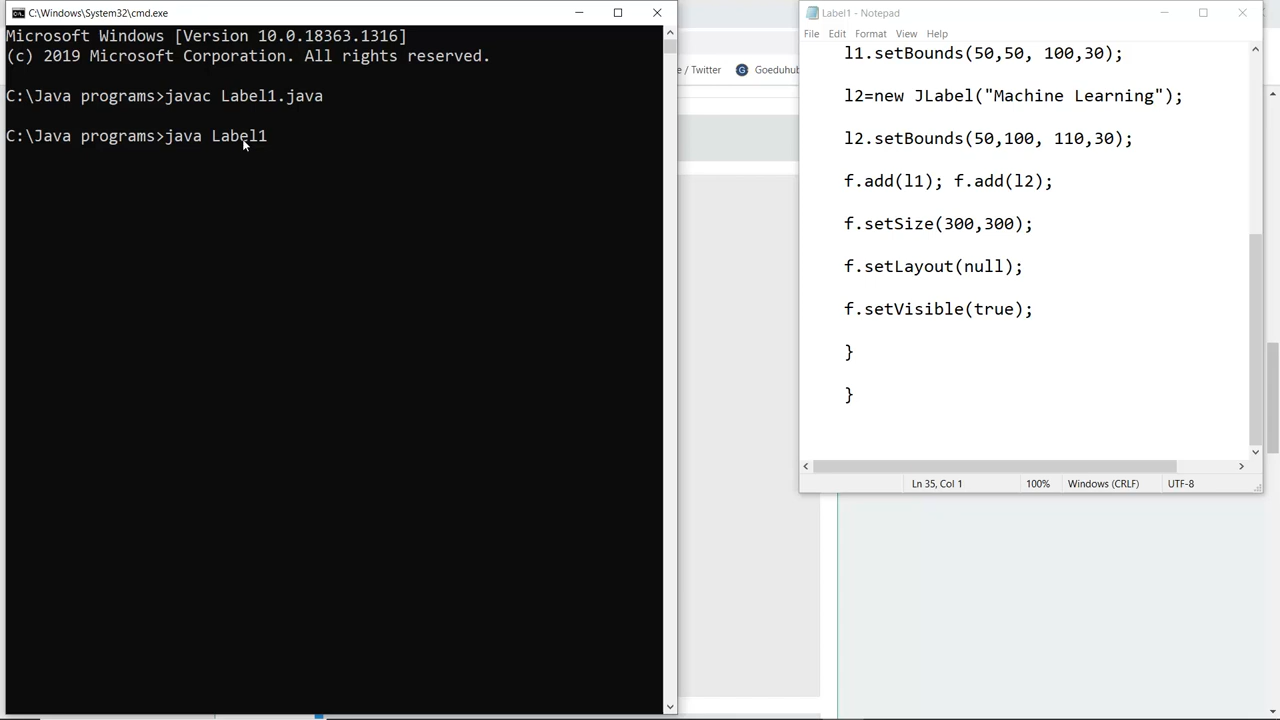 C:\Windows\System32\cmd.exe
Microsoft Windows [Version 10.0.18363.1316]
(c) 2019 Microsoft Corporation. All rights reserved.
C:\Java programs>javac Label1.java
C:\Java programs>java Label1
e / Twitter
Goeduhub
Label1 - Notepad
File Edit Format View Help
l1.setBounds(50,50, 100,30);
l2=new JLabel("Machine Learning");
l2.setBounds(50,100, 110,30);
f.add(l1); f.add(l2);
f.setSize(300,300);
f.setLayout(null);
f.setVisible(true);
}
}
Ln 35, Col 1 100% Windows (CRLF) UTF-8